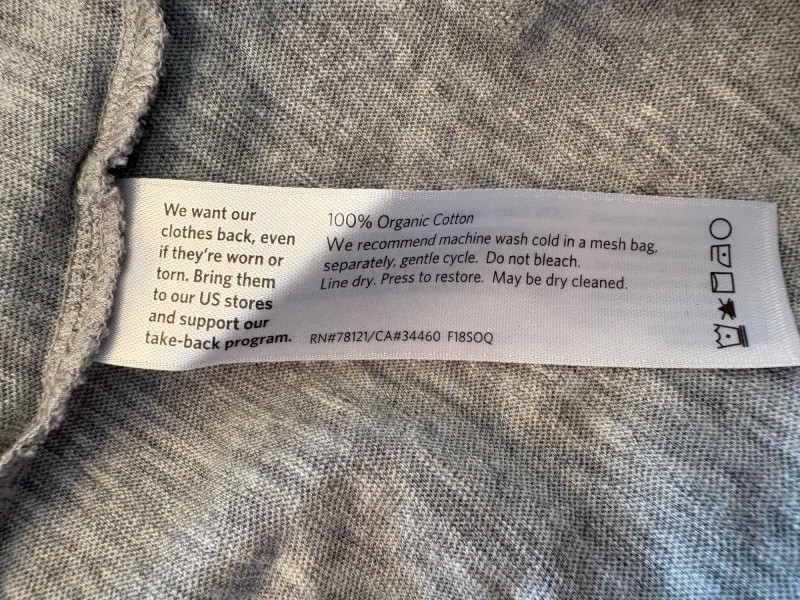 We want our
clothes back, even
if they're worn or
torn. Bring them
to our US stores
and support our
take-back program.
100% Organic Cotton
We recommend machine wash cold in a mesh bag,
separately, gentle cycle. Do not bleach.
Line dry. Press to restore. May be dry cleaned.
RN#78121/CA#34460 F18SOQ